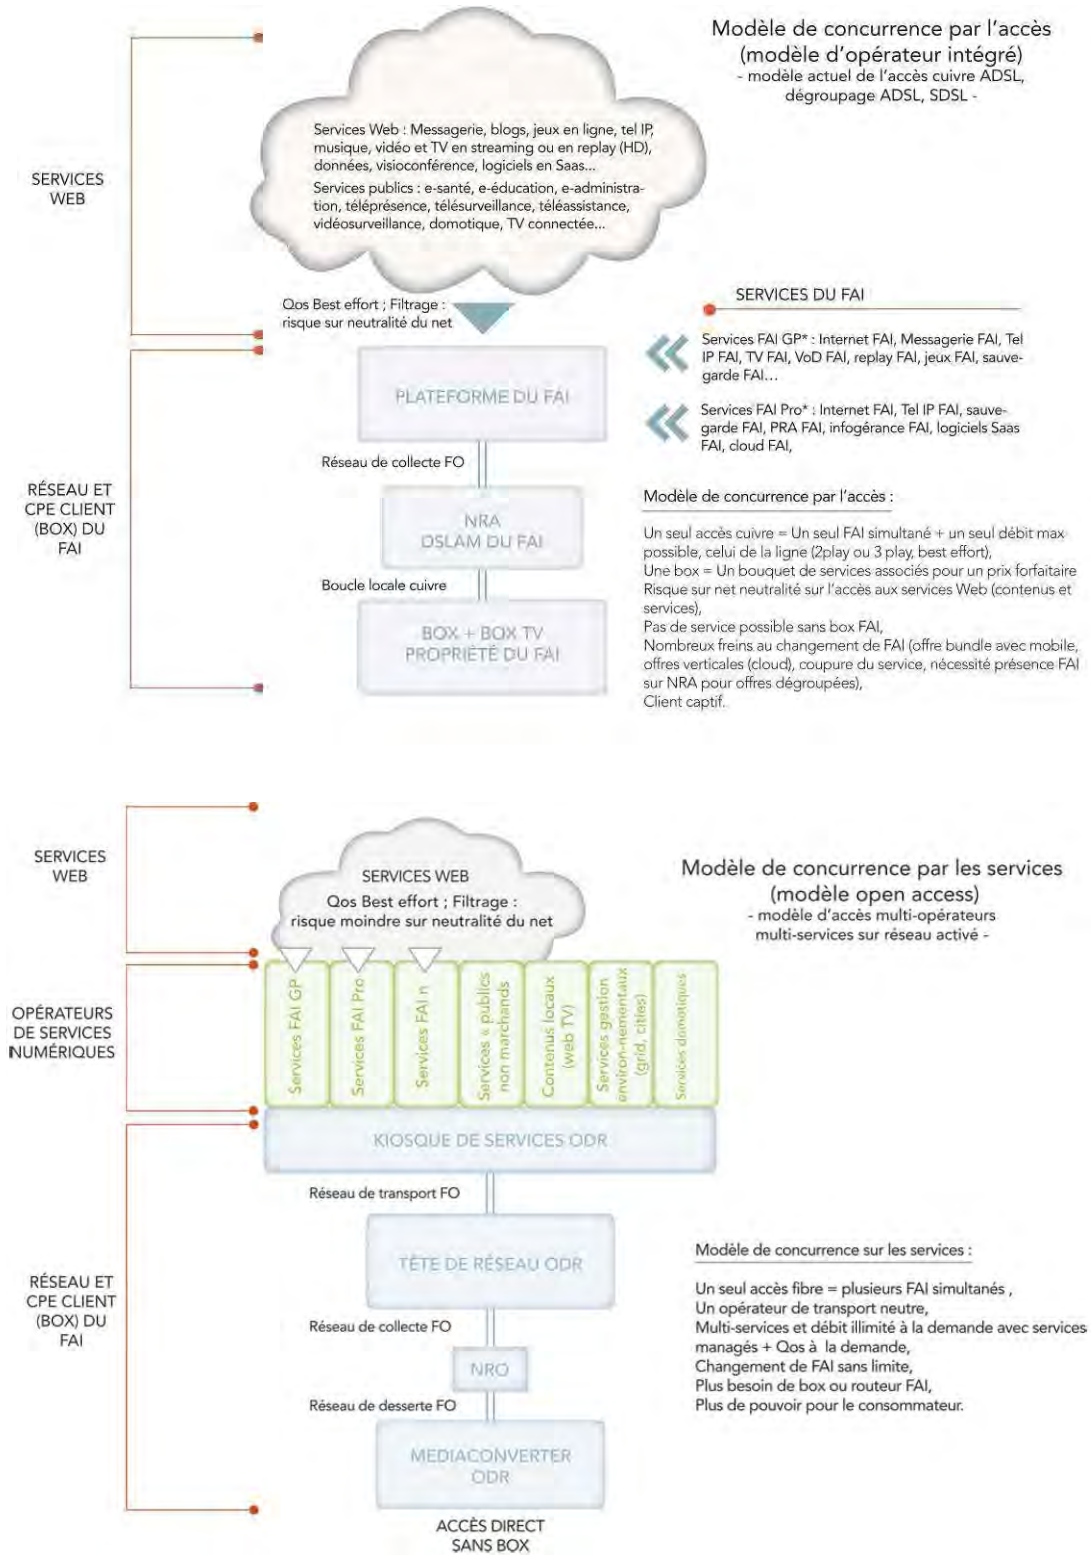 Modèle de concurrence par l'accès
(modèle d'opérateur intégré)
- modèle actuel de l'accès cuivre ADSL,
dégroupage ADSL, SDSL -
SERVICES
WEB
Services Web : Messagerie, blogs, jeux en ligne, tel IP,
musique, vidéo et TV en streaming ou en replay (HD),
données, visioconférence, logiciels en Saas...
Services publics : e-santé, e-éducation, e-administra-
tion, téléprésence, télésurveillance, téléassistance,
vidéosurveillance, domotique, TV connectée...
Qos Best effort ; Filtrage :
risque sur neutralité du net
SERVICES DU FAI
Services FAI GP* : Internet FAI, Messagerie FAI, Tel
IP FAI, TV FAI, VoD FAI, replay FAI, jeux FAI, sauve-
garde FAI...
Services FAI Pro* : Internet FAI, Tel IP FAI, sauve-
garde FAI, PRA FAI, infogérance FAI, logiciels Saas
FAI, cloud FAI,
RÉSEAU ET
CPE CLIENT
(BOX) DU
FAI
PLATEFORME DU FAI
Réseau de collecte FO
NRA
DSLAM DU FAI
Boucle locale cuivre
BOX + BOX TV
PROPRIÉTÉ DU FAI
Modèle de concurrence par l'accès :
Un seul accès cuivre = Un seul FAI simultané + un seul débit max
possible, celui de la ligne (2play ou 3 play, best effort),
Une box = Un bouquet de services associés pour un prix forfaitaire
Risque sur net neutralité sur l'accès aux services Web (contenus et
services),
Pas de service possible sans box FAI,
Nombreux freins au changement de FAI (offre bundle avec mobile,
offres verticales (cloud), coupure du service, nécessité présence FAI
sur NRA pour offres dégroupées),
Client captif.
SERVICES
WEB
SERVICES WEB
Qos Best effort ; Filtrage :
risque moindre sur neutralité du net
Modèle de concurrence par les services
(modèle open access)
- modèle d'accès multi-opérateurs
multi-services sur réseau activé -
OPÉRATEURS
DE SERVICES
NUMÉRIQUES
Services FAI GP
Services FAI Pro
Services FAI n
Services « publics
non marchands
Contenus locaux
(web TV)
Services gestion
environ-nementaux
(grid, cities)
Services domotiques
KIOSQUE DE SERVICES ODR
Réseau de transport FO
TÊTE DE RÉSEAU ODR
Réseau de collecte FO
NRO
Réseau de desserte FO
MEDIACONVERTER
ODR
ACCÈS DIRECT
SANS BOX
RÉSEAU ET
CPE CLIENT
(BOX) DU
FAI
Modèle de concurrence sur les services :
Un seul accès fibre = plusieurs FAI simultanés ,
Un opérateur de transport neutre,
Multi-services et débit illimité à la demande avec services
managés + Qos à la demande,
Changement de FAI sans limite,
Plus besoin de box ou routeur FAI,
Plus de pouvoir pour le consommateur.